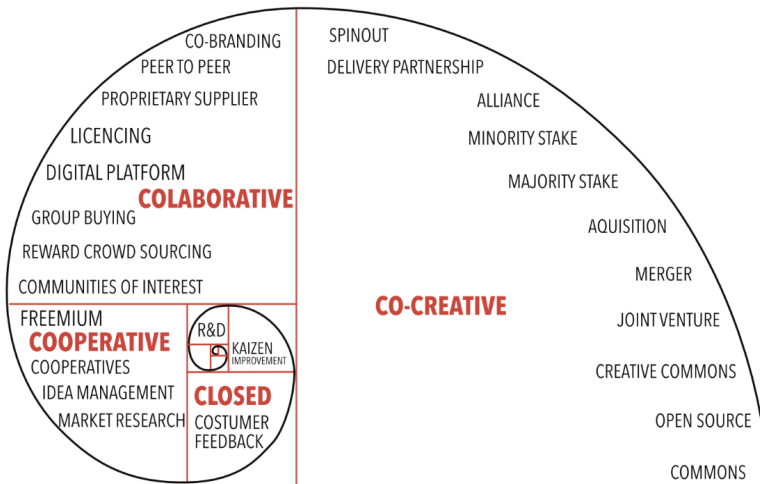 CO-BRANDING
PEER TO PEER
PROPRIETARY SUPPLIER
LICENCING
DIGITAL PLATFORM
COLABORATIVE
GROUP BUYING
REWARD CROWD SOURCING
COMMUNITIES OF INTEREST
FREEMIUM
COOPERATIVE
COOPERATIVES
IDEA MANAGEMENT
MARKET RESEARCH
R&D
KAIZEN
IMPROVEMENT
CLOSED
COSTUMER
FEEDBACK
SPINOUT
DELIVERY PARTNERSHIP
ALLIANCE
MINORITY STAKE
MAJORITY STAKE
AQUISITION
MERGER
CO-CREATIVE
JOINT VENTURE
CREATIVE COMMONS
OPEN SOURCE
COMMONS